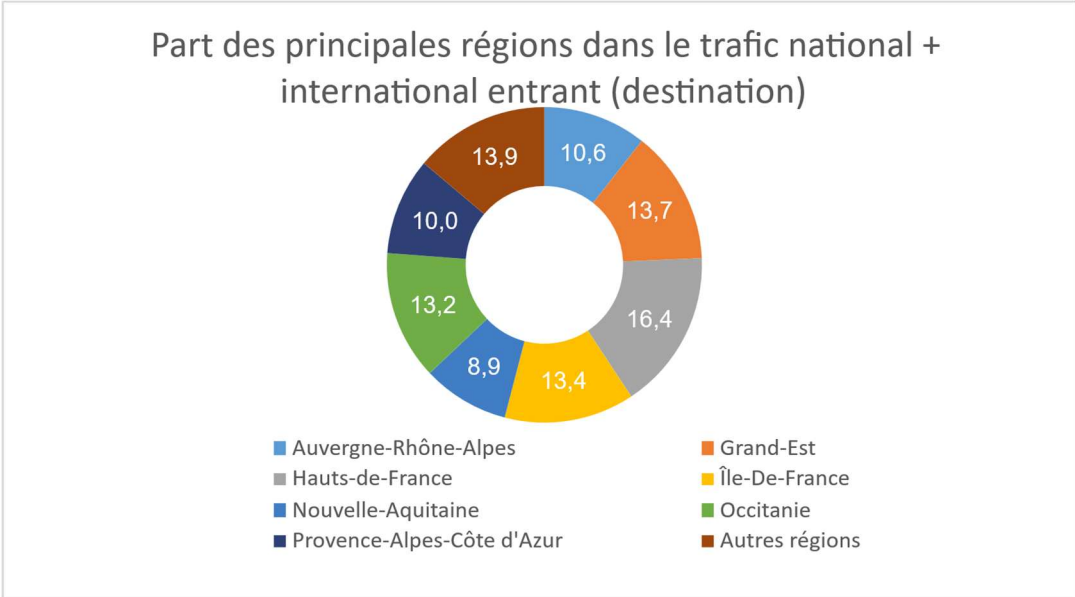 Part des principales régions dans le trafic national +
international entrant (destination)
10,6
13,7
16,4
13,4
8,9
13,2
10,0
13,9
Auvergne-Rhône-Alpes
Grand-Est
Hauts-de-France
Île-De-France
Nouvelle-Aquitaine
Occitanie
Provence-Alpes-Côte d'Azur
Autres régions